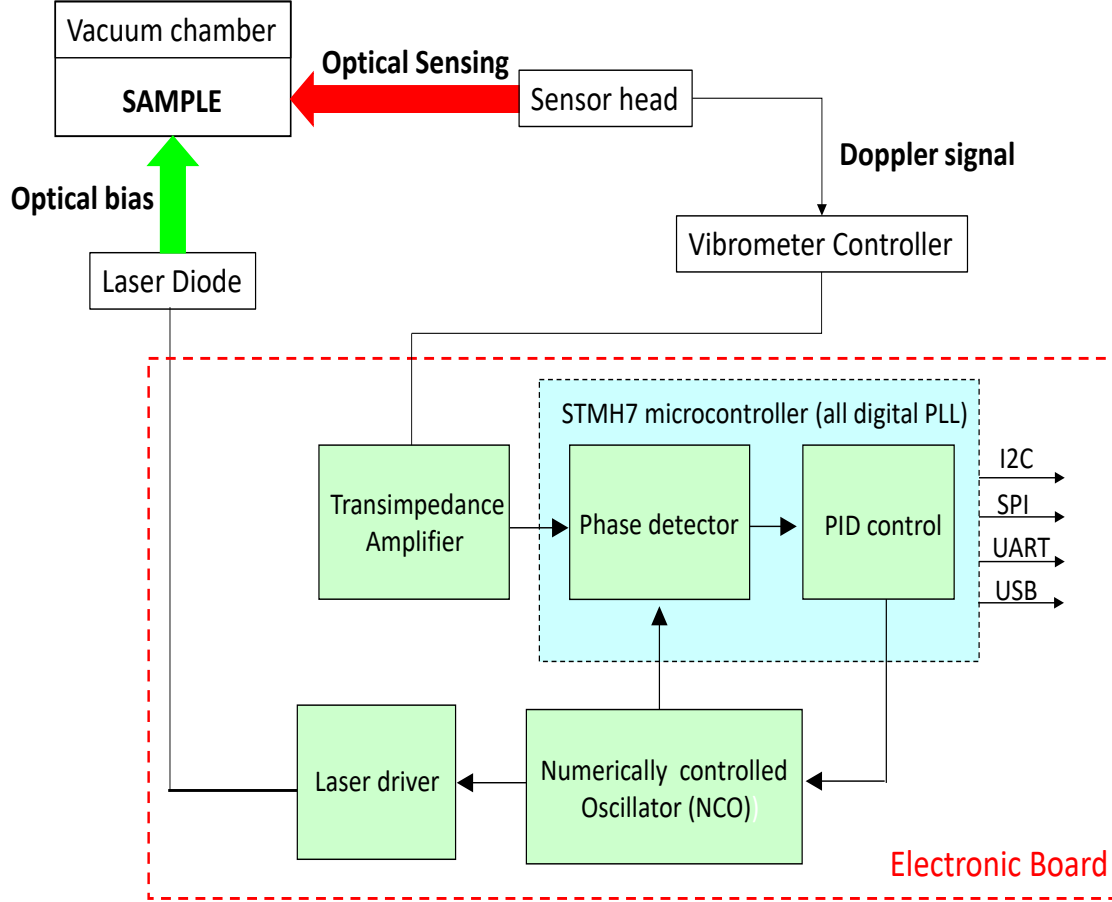 Vacuum chamber
SAMPLE
Optical Sensing
Sensor head
Doppler signal
Optical bias
Vibrometer Controller
Laser Diode
STMH7 microcontroller (all digital PLL)
Transimpedance
Amplifier
Phase detector
PID control
I2C
SPI
UART
USB
Laser driver
Numerically controlled
Oscillator (NCO))
Electronic Board